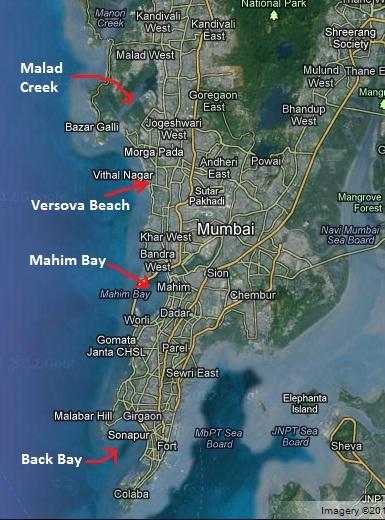 National Park
Manori
Creek
Kandivali
West
Kandivali
East
Shreerang
Society
Malad West
Mulund
West
Thane E
Malad
Creek
Goregaon
East
Bhandup
West
Bazar Galli
Jogeshwari
West
Morga Pada
Andheri
East
Powai
Vithal Nagar
Sutar
Pakhadi
Mangrove
Forest
Versova Beach
Mumbai
Navi Mumbai
Sea Board
Khar West
Bandra
West
Mahim Bay
Sion
Mahim Bay
Mahim
Chembur
Worli
Dadar
Gomata
Janta CHSL
Parel
Sewri East
Elephanta
Island
Malabar Hill
Girgaon
Sonapur
Fort
MbPT Sea
Board
JNPT Sea
Board
Sheva
Back Bay
Colaba
JNPT
Imagery ©201